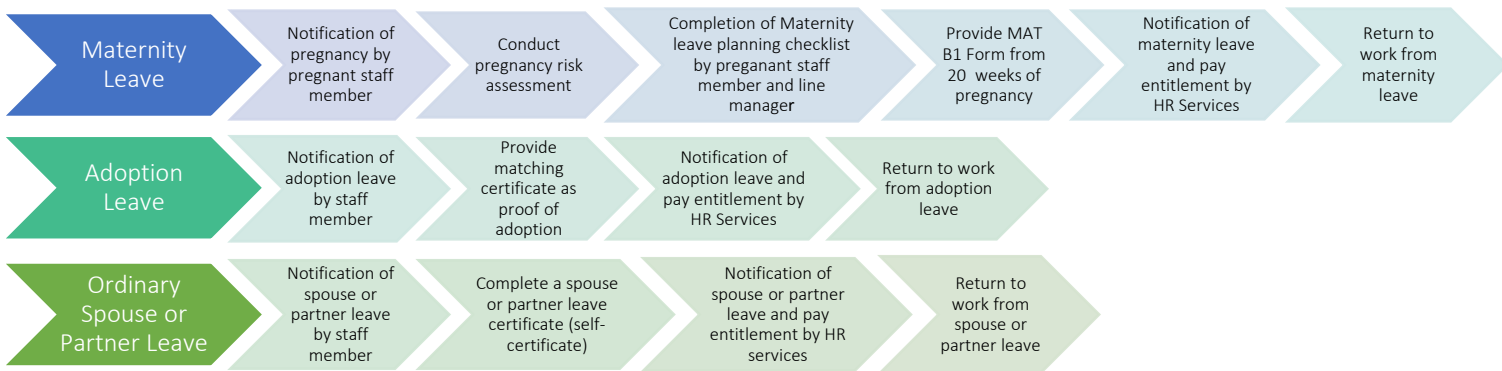 Maternity
Leave
Notification of
pregnancy by
pregnant staff
member
Conduct
pregnancy risk
assessment
Completion of Maternity
leave planning checklist
by preganant staff
member and line
manager
Provide MAT
B1 Form from
20 weeks of
pregnancy
Notification of
maternity leave
and pay
entitlement by
HR Services
Return to
work from
maternity
leave
Adoption
Leave
Notification of
adoption leave
by staff
member
Provide
matching
certificate as
proof of
adoption
Notification of
adoption leave and
pay entitlement by
HR Services
Return to work
from adoption
leave
Ordinary
Spouse or
Partner Leave
Notification of
spouse or
partner leave
by staff
member
Complete a spouse
or partner leave
certificate (self-
certificate)
Notification of
spouse or partner
leave and pay
entitlement by HR
services
Return to
work from
spouse or
partner leave